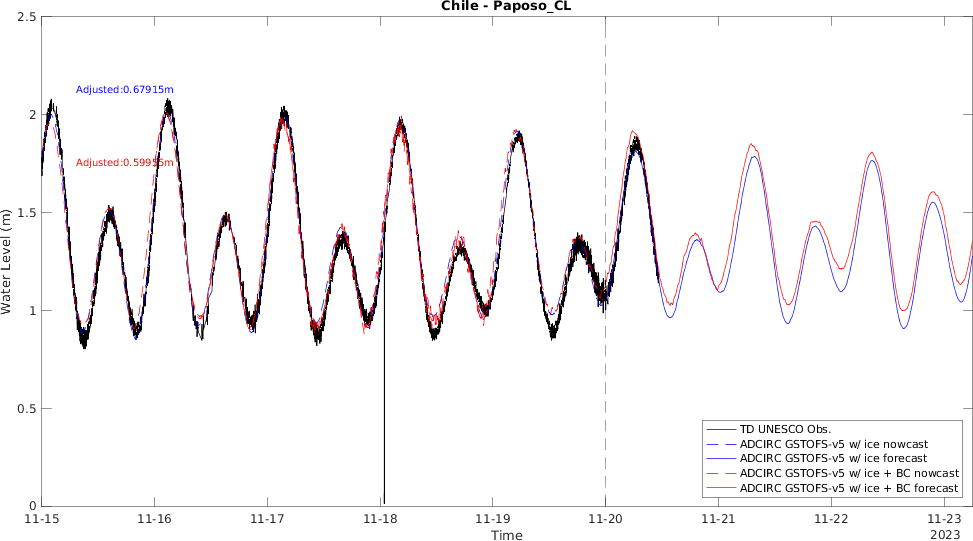 Chile - Paposo_CL
2.5
2
1.5
1
0.5
0
Water Level (m)
Adjusted:0.67915m
Adjusted:0.59915m
TD UNESCO Obs.
ADCIRC GSTOFS-v5 w/ ice nowcast
ADCIRC GSTOFS-v5 w/ ice forecast
ADCIRC GSTOFS-v5 w/ ice + BC nowcast
ADCIRC GSTOFS-v5 w/ ice + BC forecast
11-15 11-16 11-17 11-18 11-19 11-20 11-21 11-22 11-23
Time
2023